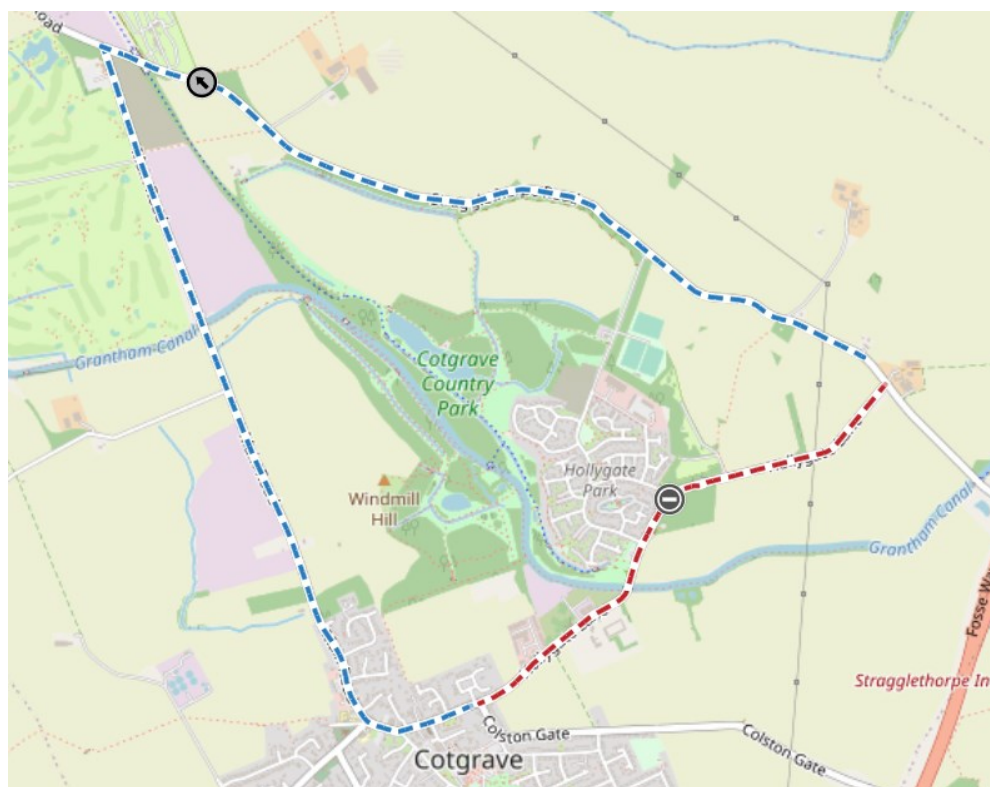 Road
Grantham Canal
Cotgrave
Country
Park
Hollygate
Park
Windmill
Hill
Grantham Canal
Fosse Wa
Stragglethorpe In
Colston Gate
Colston Gate
Cotgrave